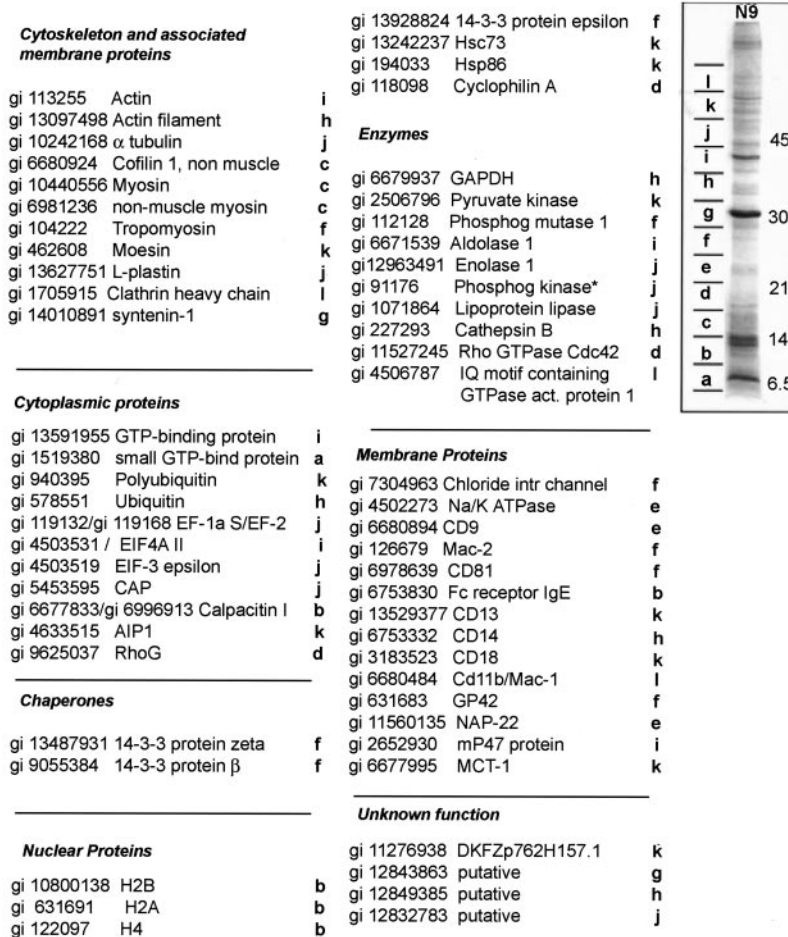 Cytoskeleton and associated
membrane proteins
gi 113255 Actin i
gi 13097498 Actin filament h
gi 10242168 α tubulin j
gi 6680924 Cofilin 1, non muscle c
gi 10440556 Myosin c
gi 6981236 non-muscle myosin c
gi 104222 Tropomyosin f
gi 462608 Moesin k
gi 13627751 L-plastin j
gi 1705915 Clathrin heavy chain l
gi 14010891 syntenin-1 g
Cytoplasmic proteins
gi 13591955 GTP-binding protein i
gi 1519380 small GTP-bind protein a
gi 940395 Polyubiquitin k
gi 578551 Ubiquitin h
gi 119132/gi 119168 EF-1a S/EF-2 j
gi 4503531 / EIF4A II i
gi 4503519 EIF-3 epsilon j
gi 5453595 CAP j
gi 6677833/gi 6996913 Calpacitin I b
gi 4633515 AIP1 k
gi 9625037 RhoG d
Chaperones
gi 13487931 14-3-3 protein zeta f
gi 9055384 14-3-3 protein β f
Nuclear Proteins
gi 10800138 H2B b
gi 631691 H2A b
gi 122097 H4 b
gi 13928824 14-3-3 protein epsilon f
gi 13242237 Hsc73 k
gi 194033 Hsp86 k
gi 118098 Cyclophilin A d
Enzymes
gi 6679937 GAPDH h
gi 2506796 Pyruvate kinase k
gi 112128 Phosphog mutase 1 f
gi 6671539 Aldolase 1 i
gi12963491 Enolase 1 j
gi 91176 Phosphog kinase* j
gi 1071864 Lipoprotein lipase j
gi 227293 Cathepsin B h
gi 11527245 Rho GTPase Cdc42 d
gi 4506787 IQ motif containing l
GTPase act. protein 1
Membrane Proteins
gi 7304963 Chloride intr channel f
gi 4502273 Na/K ATPase e
gi 6680894 CD9 e
gi 126679 Mac-2 f
gi 6978639 CD81 f
gi 6753830 Fc receptor IgE b
gi 13529377 CD13 k
gi 6753332 CD14 h
gi 3183523 CD18 k
gi 6680484 Cd11b/Mac-1 l
gi 631683 GP42 f
gi 11560135 NAP-22 e
gi 2652930 mP47 protein i
gi 6677995 MCT-1 k
Unknown function
gi 11276938 DKFZp762H157.1 k
gi 12843863 putative g
gi 12849385 putative h
gi 12832783 putative j
N9
l
k
j
45
i
h
g
30
f
e
21
d
c
14
b
a
6.5